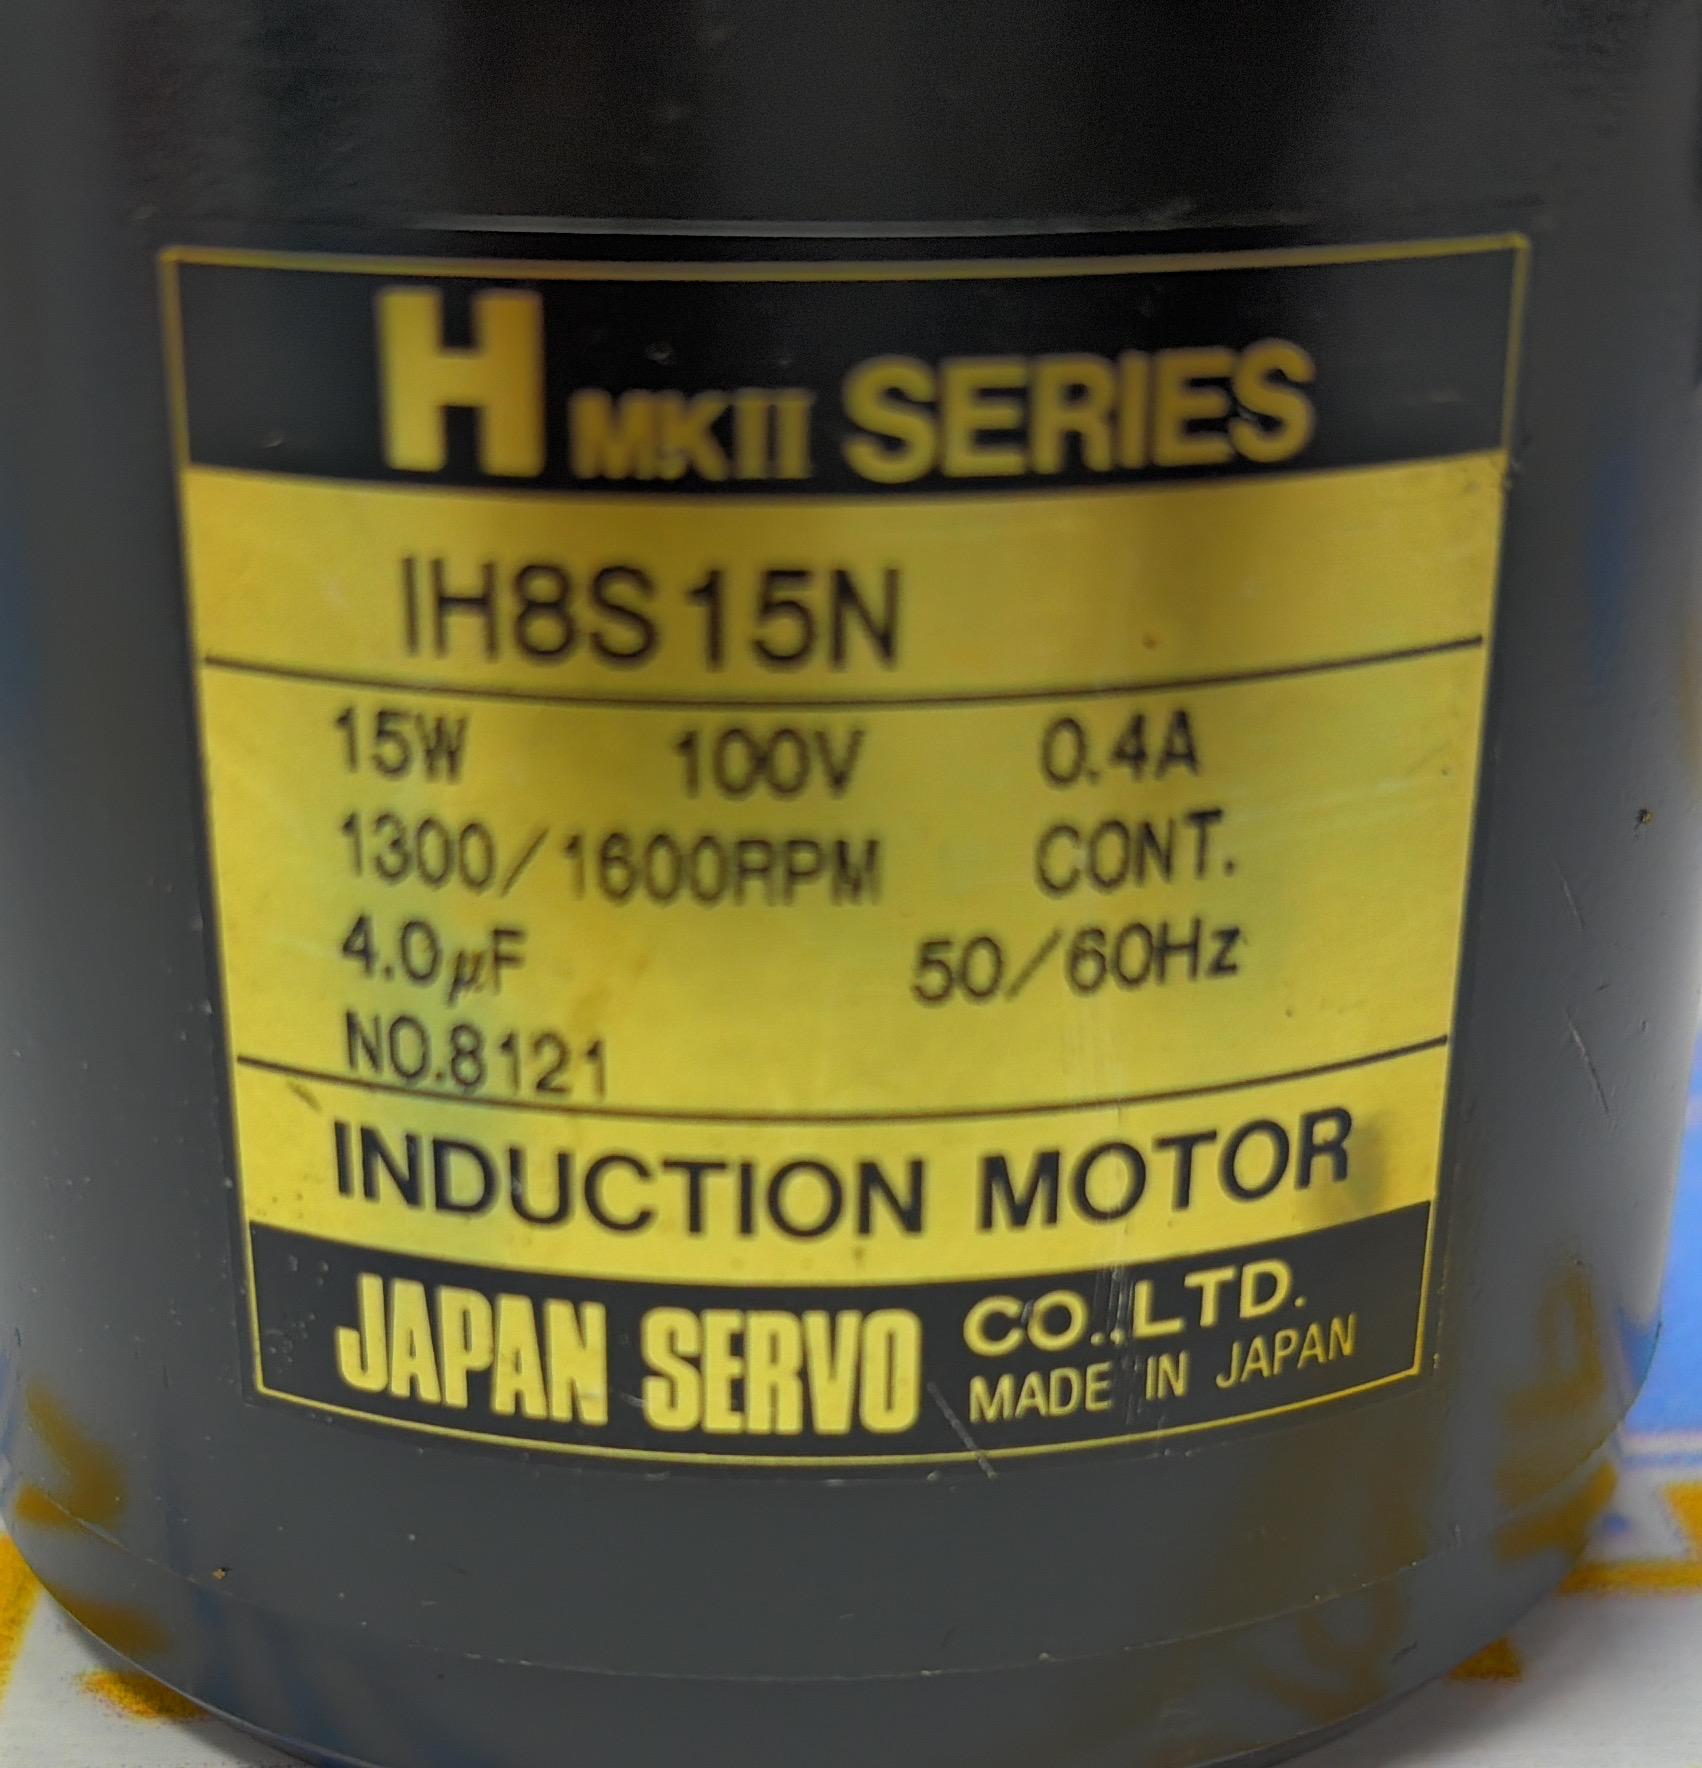 H MKII SERIES
IH8S15N
15W 100V 0.4A
1300/1600RPM CONT.
4.0μF 50/60Hz
NO.8121
INDUCTION MOTOR
JAPAN SERVO CO.,LTD.
MADE IN JAPAN